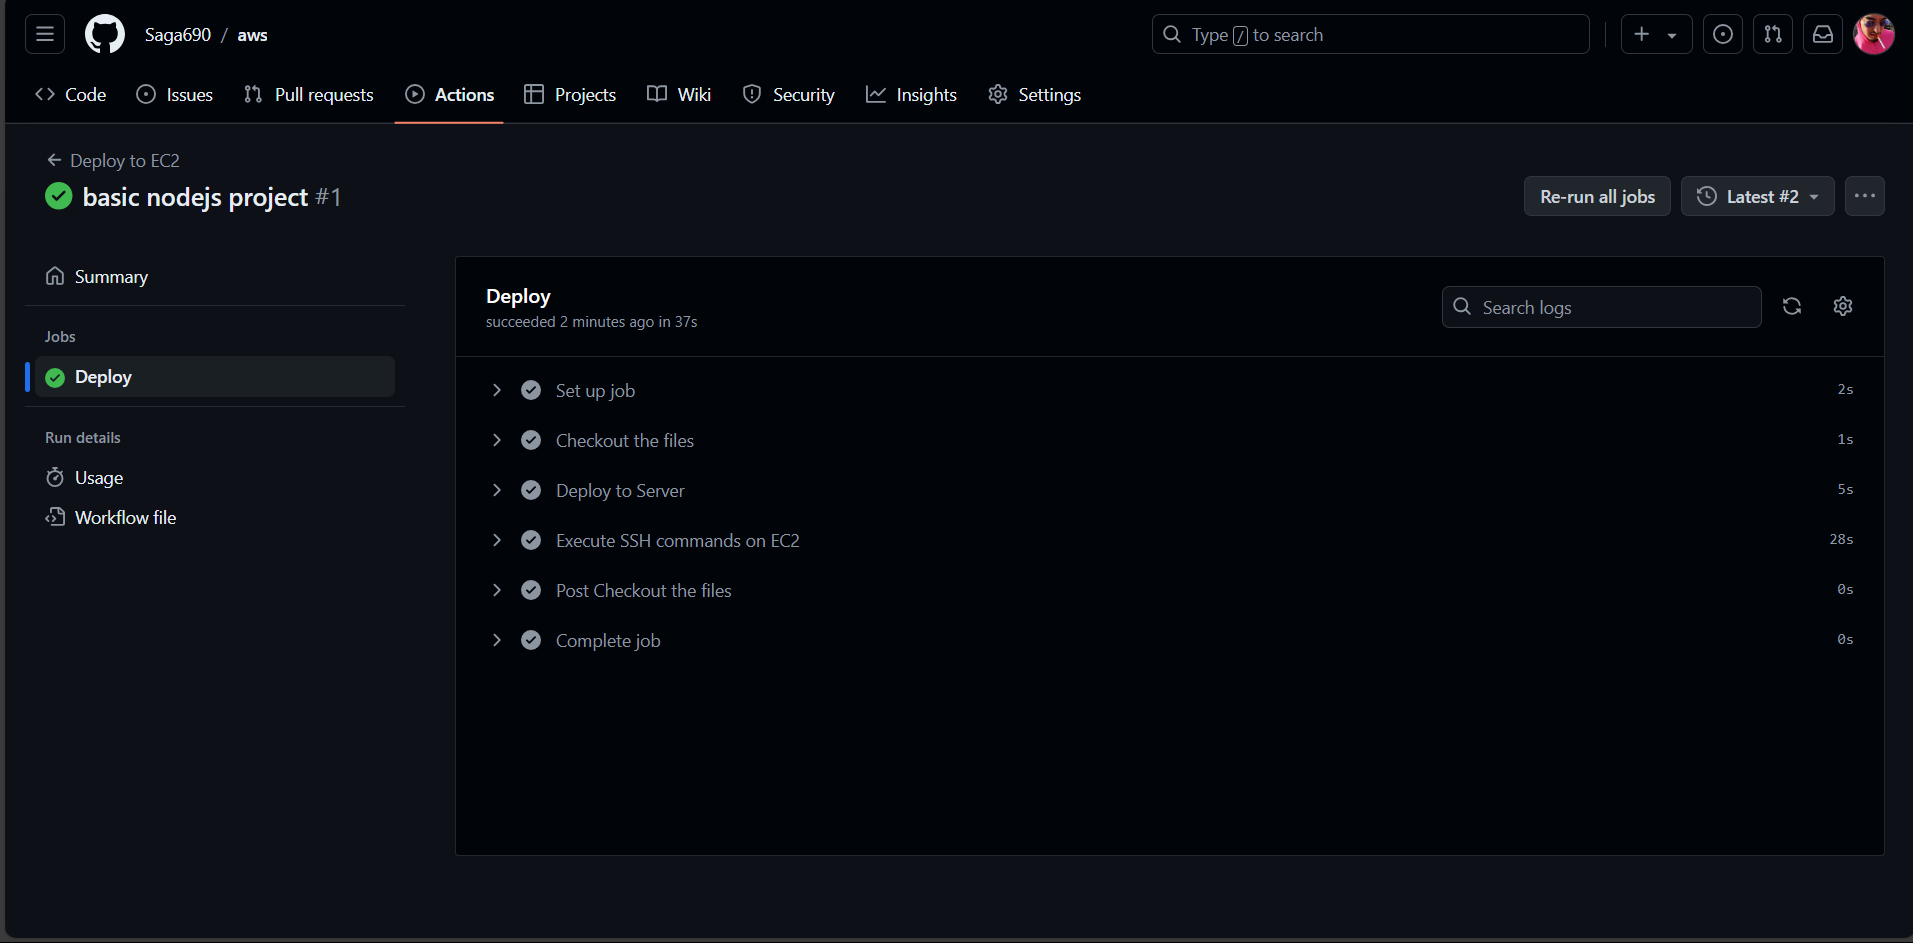 Saga690 / aws
Type / to search
Code Issues Pull requests Actions Projects Wiki Security Insights Settings
Deploy to EC2
basic nodejs project #1
Re-run all jobs
Latest #2
Summary
Jobs
Deploy
Run details
Usage
Workflow file
Deploy
succeeded 2 minutes ago in 37s
Search logs
Set up job 2s
Checkout the files 1s
Deploy to Server 5s
Execute SSH commands on EC2 28s
Post Checkout the files 0s
Complete job 0s